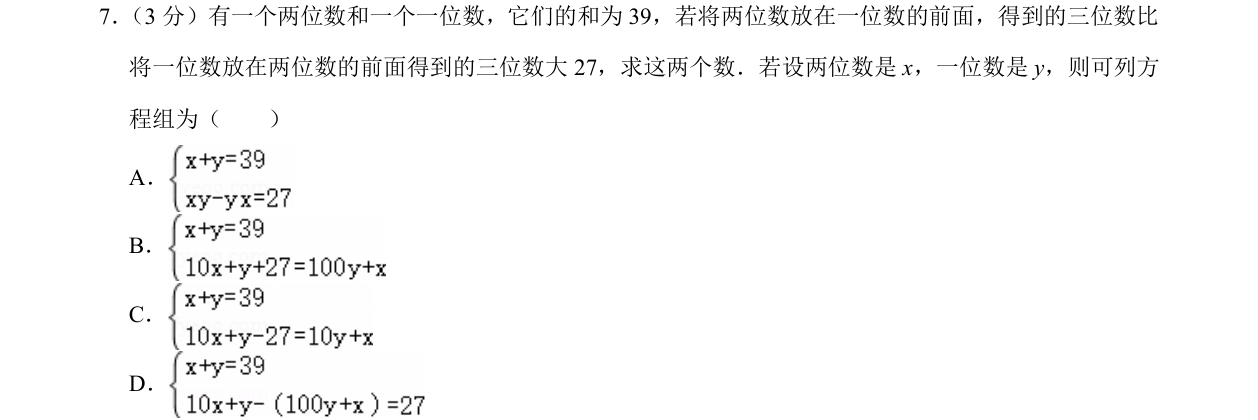 7．（3 分）有一个两位数和一个一位数，它们的和为 39，若将两位数放在一位数的前面，得到的三位数比
将一位数放在两位数的前面得到的三位数大 27，求这两个数．若设两位数是 x，一位数是 y，则可列方
程组为（　　）
A．{x+y=39
xy-yx=27
B．{x+y=39
10x+y+27=100y+x
C．{x+y=39
10x+y-27=10y+x
D．{x+y=39
10x+y-（100y+x）=27